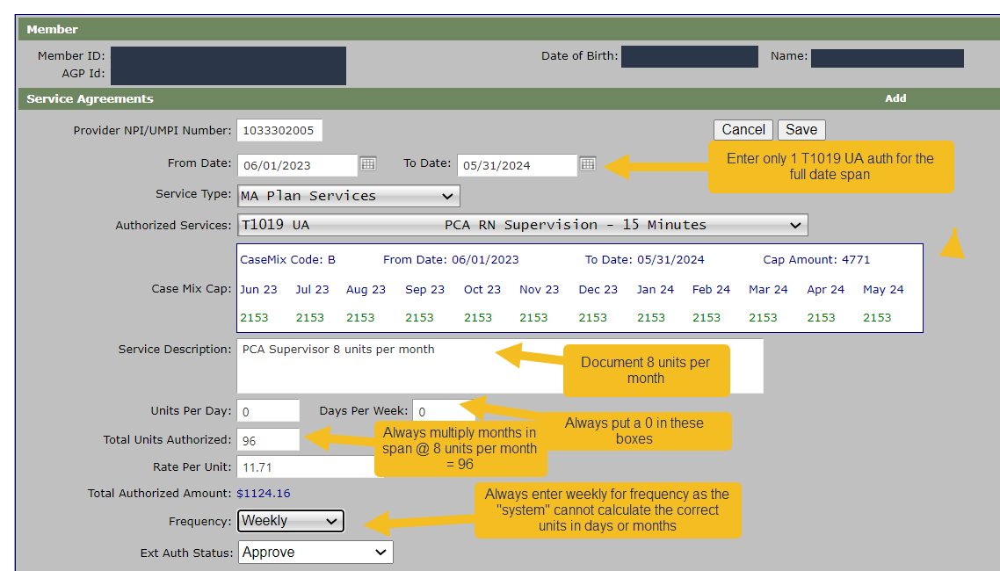 Member
Member ID:
Date of Birth:
Name:
AGP Id:
Service Agreements
Add
Provider NPI/UMPI Number: 1033302005
Cancel Save
From Date: 06/01/2023 To Date: 05/31/2024
Enter only 1 T1019 UA auth for the
full date span
Service Type: MA Plan Services
Authorized Services: T1019 UA PCA RN Supervision - 15 Minutes
CaseMix Code: B From Date: 06/01/2023 To Date: 05/31/2024 Cap Amount: 4771
Case Mix Cap: Jun 23 Jul 23 Aug 23 Sep 23 Oct 23 Nov 23 Dec 23 Jan 24 Feb 24 Mar 24 Apr 24 May 24
2153 2153 2153 2153 2153 2153 2153 2153 2153 2153 2153 2153
Service Description: PCA Supervisor 8 units per month
Document 8 units per
month
Units Per Day: 0 Days Per Week: 0
Always put a 0 in these
boxes
Total Units Authorized: 96
Always multiply months in
span @ 8 units per month
= 96
Rate Per Unit: 11.71
Total Authorized Amount: $1124.16
Always enter weekly for frequency as the
"system" cannot calculate the correct
units in days or months
Frequency: Weekly
Ext Auth Status: Approve